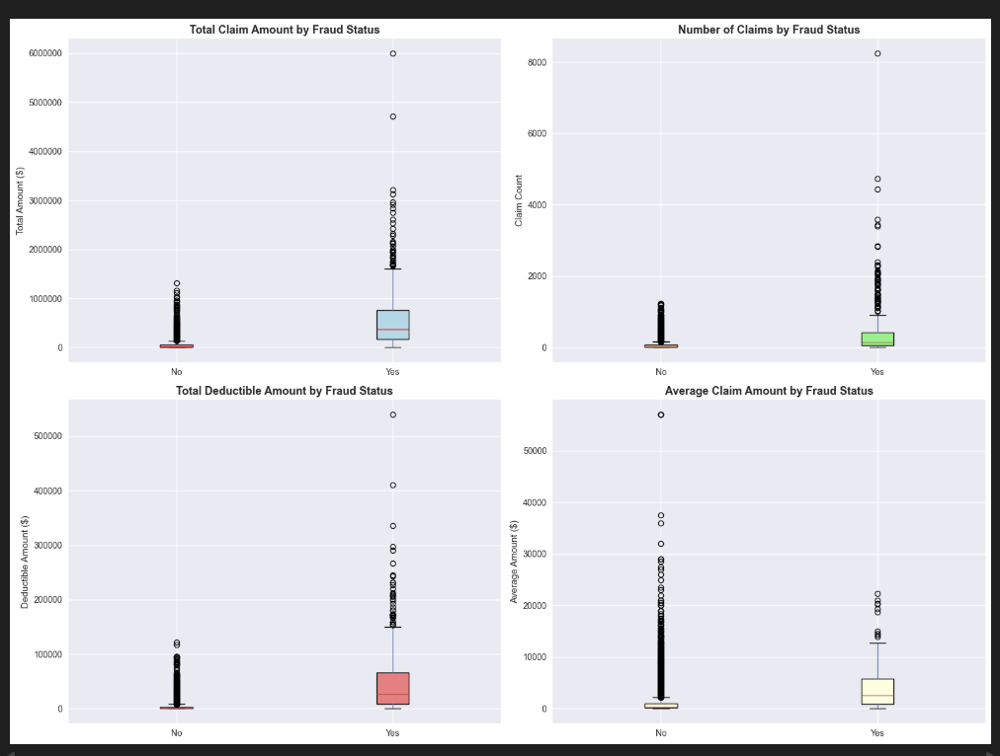 Total Claim Amount by Fraud Status
Total Amount ($)
6000000
5000000
4000000
3000000
2000000
1000000
0
No
Yes
Number of Claims by Fraud Status
Claim Count
8000
6000
4000
2000
0
No
Yes
Total Deductible Amount by Fraud Status
Deductible Amount ($)
500000
400000
300000
200000
100000
0
No
Yes
Average Claim Amount by Fraud Status
Average Amount ($)
50000
40000
30000
20000
10000
0
No
Yes